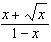 (x + √x) / (1 − x)